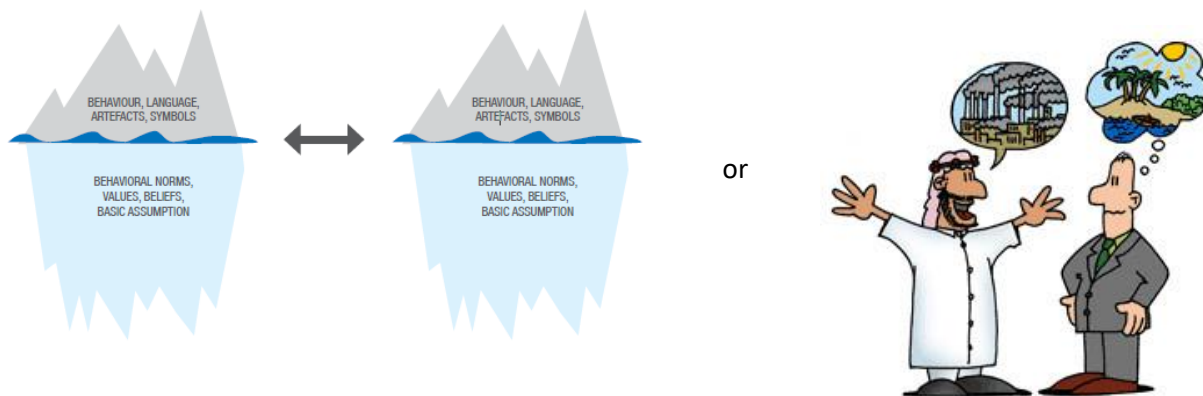 BEHAVIOUR, LANGUAGE,
ARTEFACTS, SYMBOLS
BEHAVIORAL NORMS,
VALUES, BELIEFS,
BASIC ASSUMPTION
BEHAVIOUR, LANGUAGE,
ARTEFACTS, SYMBOLS
BEHAVIORAL NORMS,
VALUES, BELIEFS,
BASIC ASSUMPTION
or